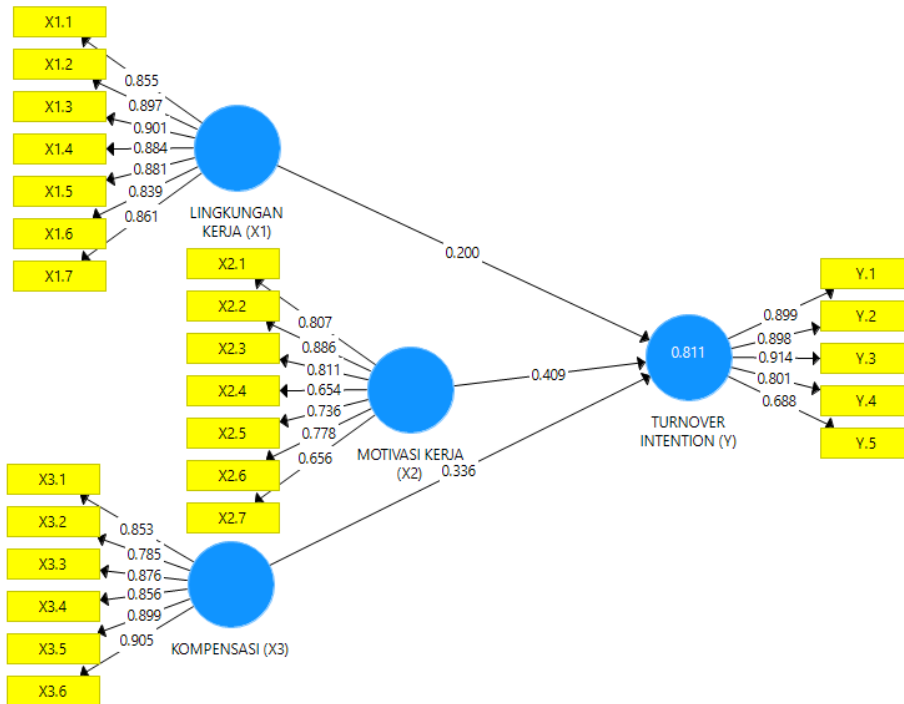 X1.1
X1.2
X1.3
X1.4
X1.5
X1.6
X1.7
0.855
0.897
0.901
0.884
0.881
0.839
0.861
LINGKUNGAN
KERJA (X1)
0.200
X2.1
X2.2
X2.3
X2.4
X2.5
X2.6
X2.7
0.807
0.886
0.811
0.654
0.736
0.778
0.656
MOTIVASI KERJA
(X2)
0.409
X3.1
X3.2
X3.3
X3.4
X3.5
X3.6
0.853
0.785
0.876
0.856
0.899
0.905
KOMPENSASI (X3)
0.336
0.811
TURNOVER
INTENTION (Y)
0.899
0.898
0.914
0.801
0.688
Y.1
Y.2
Y.3
Y.4
Y.5